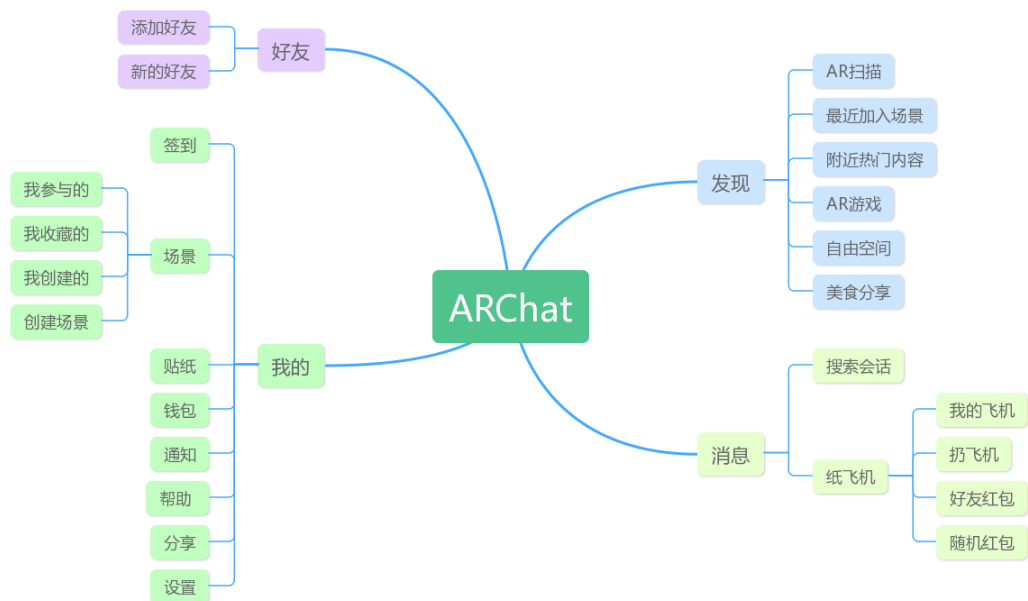 ARChat
好友
添加好友
新的好友
我的
签到
场景
我参与的
我收藏的
我创建的
创建场景
贴纸
钱包
通知
帮助
分享
设置
发现
AR扫描
最近加入场景
附近热门内容
AR游戏
自由空间
美食分享
消息
搜索会话
纸飞机
我的飞机
扔飞机
好友红包
随机红包